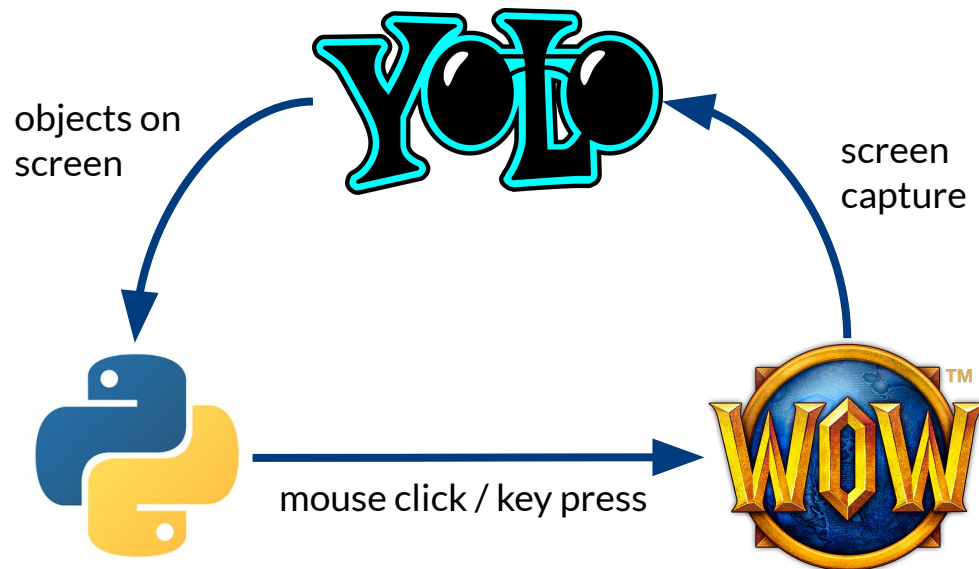 YOLO
objects on
screen
screen
capture
TM
WOW
mouse click / key press